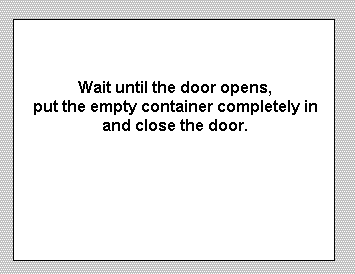 Wait until the door opens,
put the empty container completely in
and close the door.